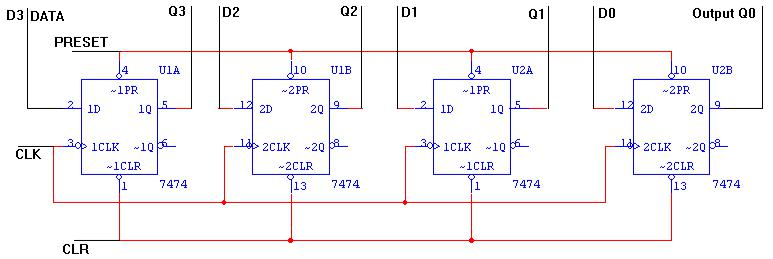 D3 DATA Q3 D2 Q2 D1 Q1 D0 Output Q0
PRESET
4 U1A 10 U1B 4 U2A 10 U2B
~1PR ~2PR ~1PR ~2PR
2 1D 1Q 5 12 2D 2Q 9 2 1D 1Q 5 12 2D 2Q 9
3 1CLK ~1Q 6 11 2CLK ~2Q 8 3 1CLK ~1Q 6 11 2CLK ~2Q 8
CLK
~1CLR ~2CLR ~1CLR ~2CLR
1 7474 13 7474 1 7474 13 7474
CLR